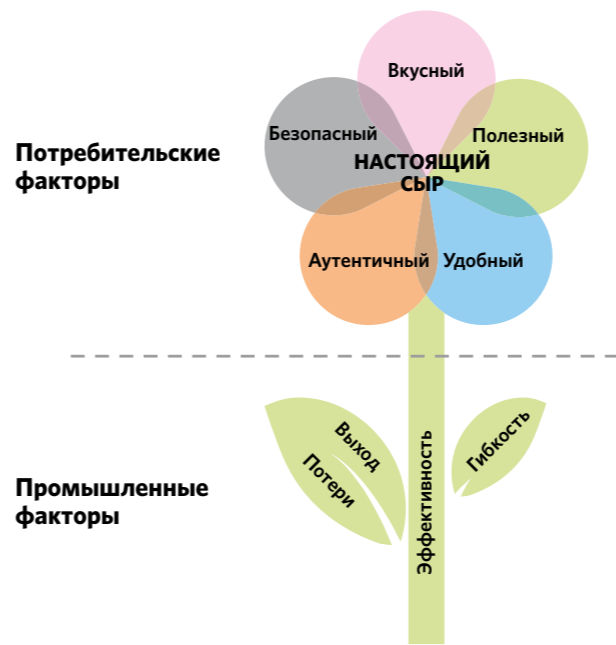 Вкусный
Безопасный
Полезный
Потребительские
факторы
НАСТОЯЩИЙ
СЫР
Аутентичный
Удобный
Выход
Потери
Эффективность
Гибкость
Промышленные
факторы